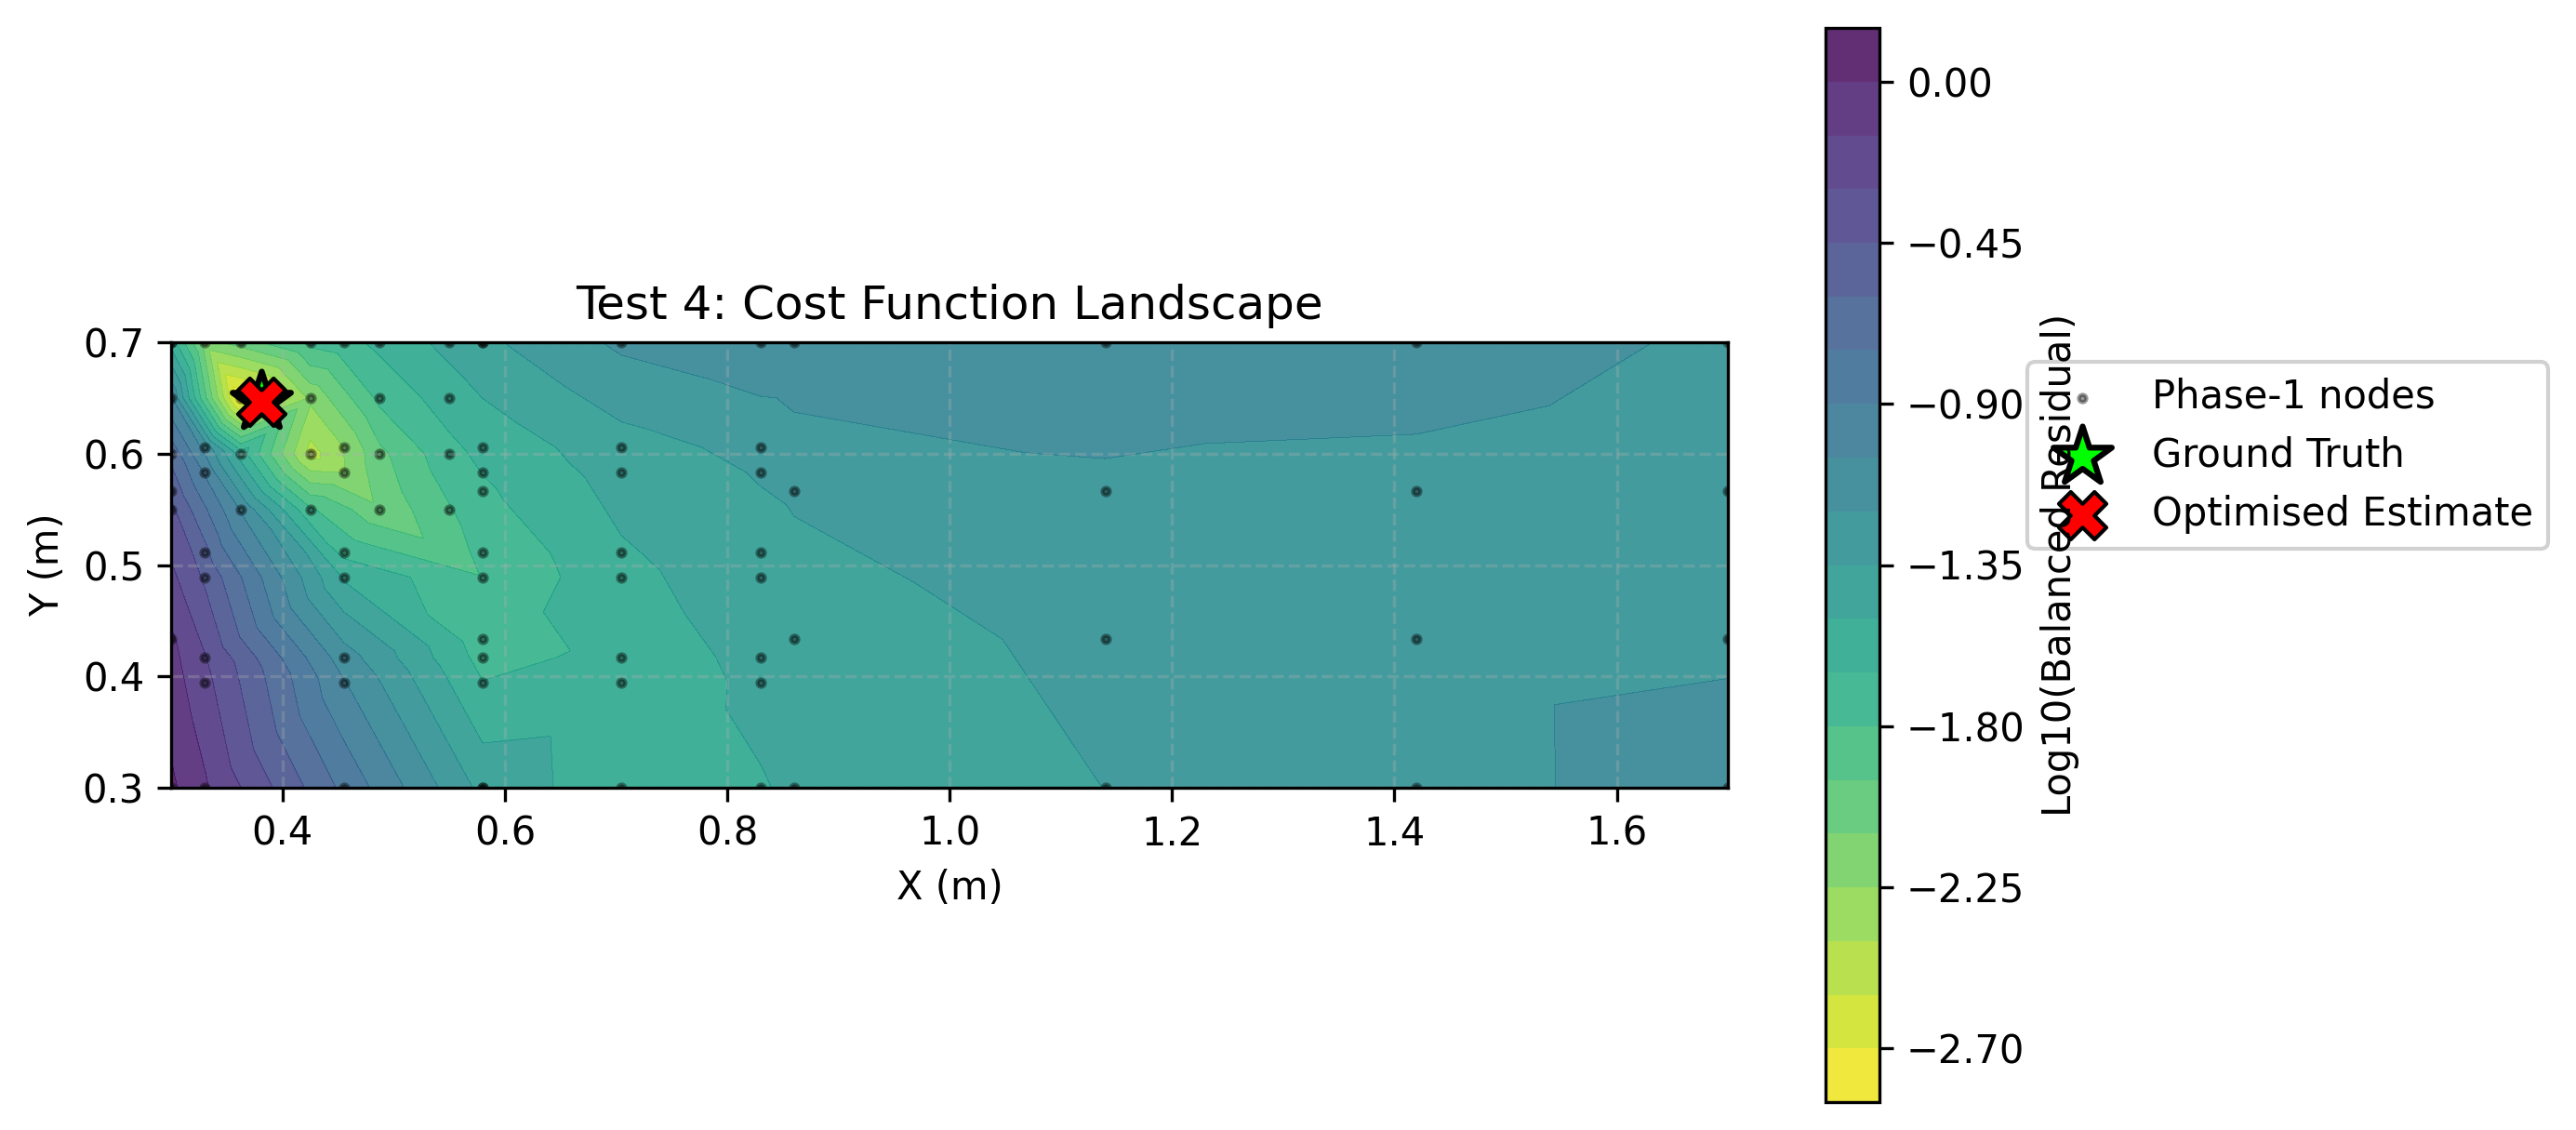 Test 4: Cost Function Landscape
0.7
0.6
0.5
0.4
0.3
Y (m)
0.4
0.6
0.8
1.0
1.2
1.4
1.6
X (m)
0.00
−0.45
−0.90
−1.35
−1.80
−2.25
−2.70
Log10(Balanced Residual)
Phase-1 nodes
Ground Truth
Optimised Estimate